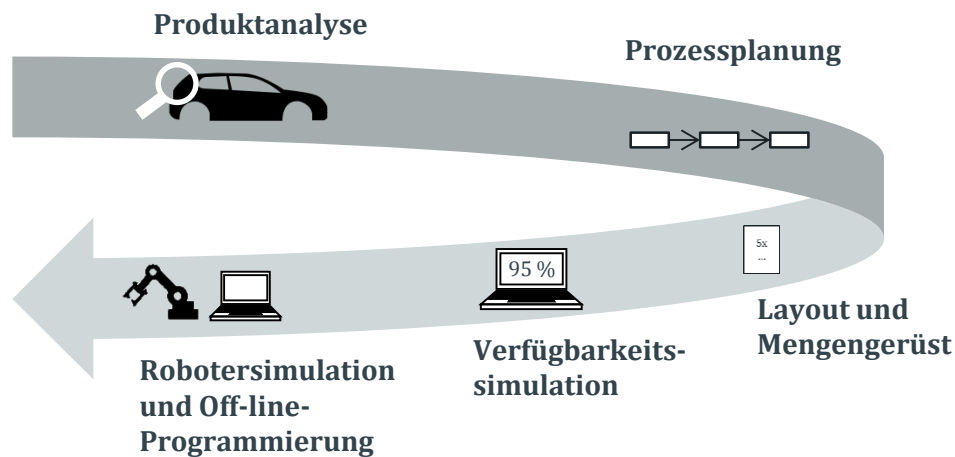 Produktanalyse
Prozessplanung
5x
...
Layout und
Mengengerüst
95 %
Verfügbarkeits-
simulation
Robotersimulation
und Off-line-
Programmierung